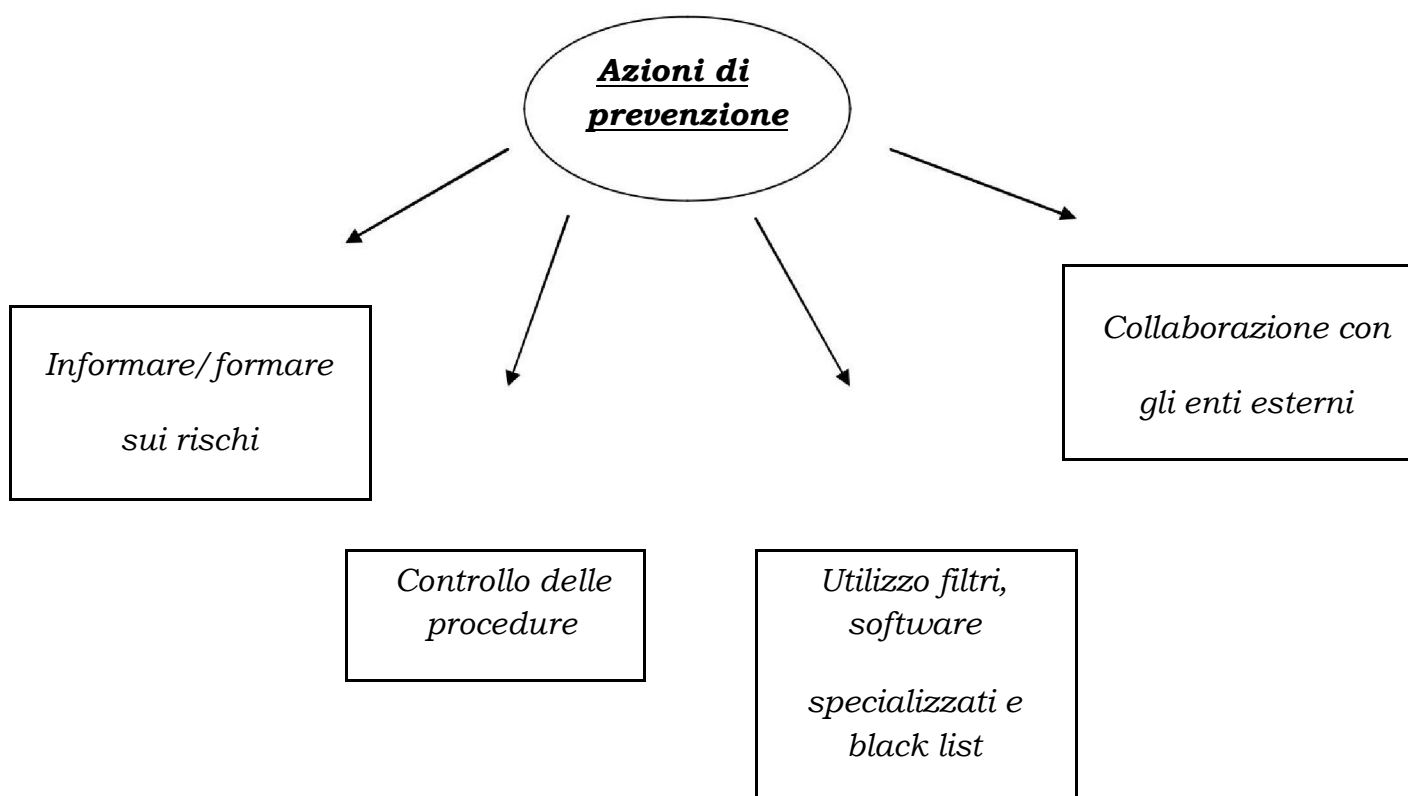 Azioni di
prevenzione
Informare/formare
sui rischi
Collaborazione con
gli enti esterni
Controllo delle
procedure
Utilizzo filtri,
software
specializzati e
black list